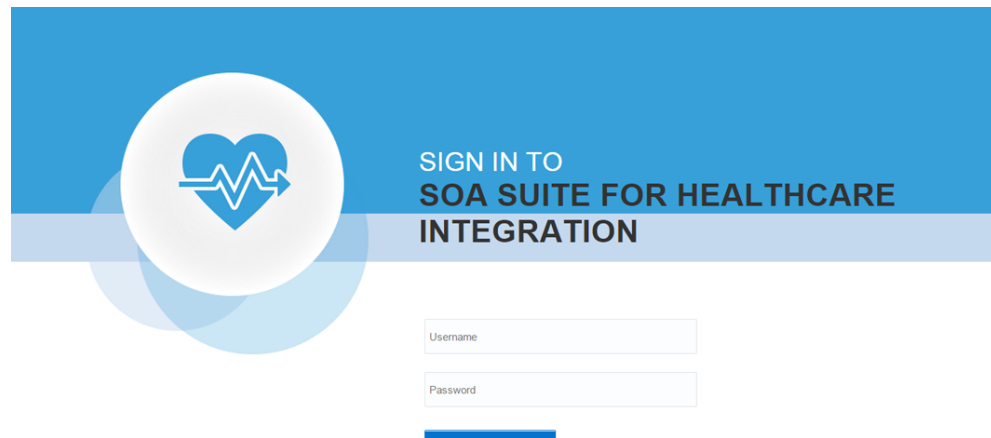 SIGN IN TO
SOA SUITE FOR HEALTHCARE
INTEGRATION
Username
Password